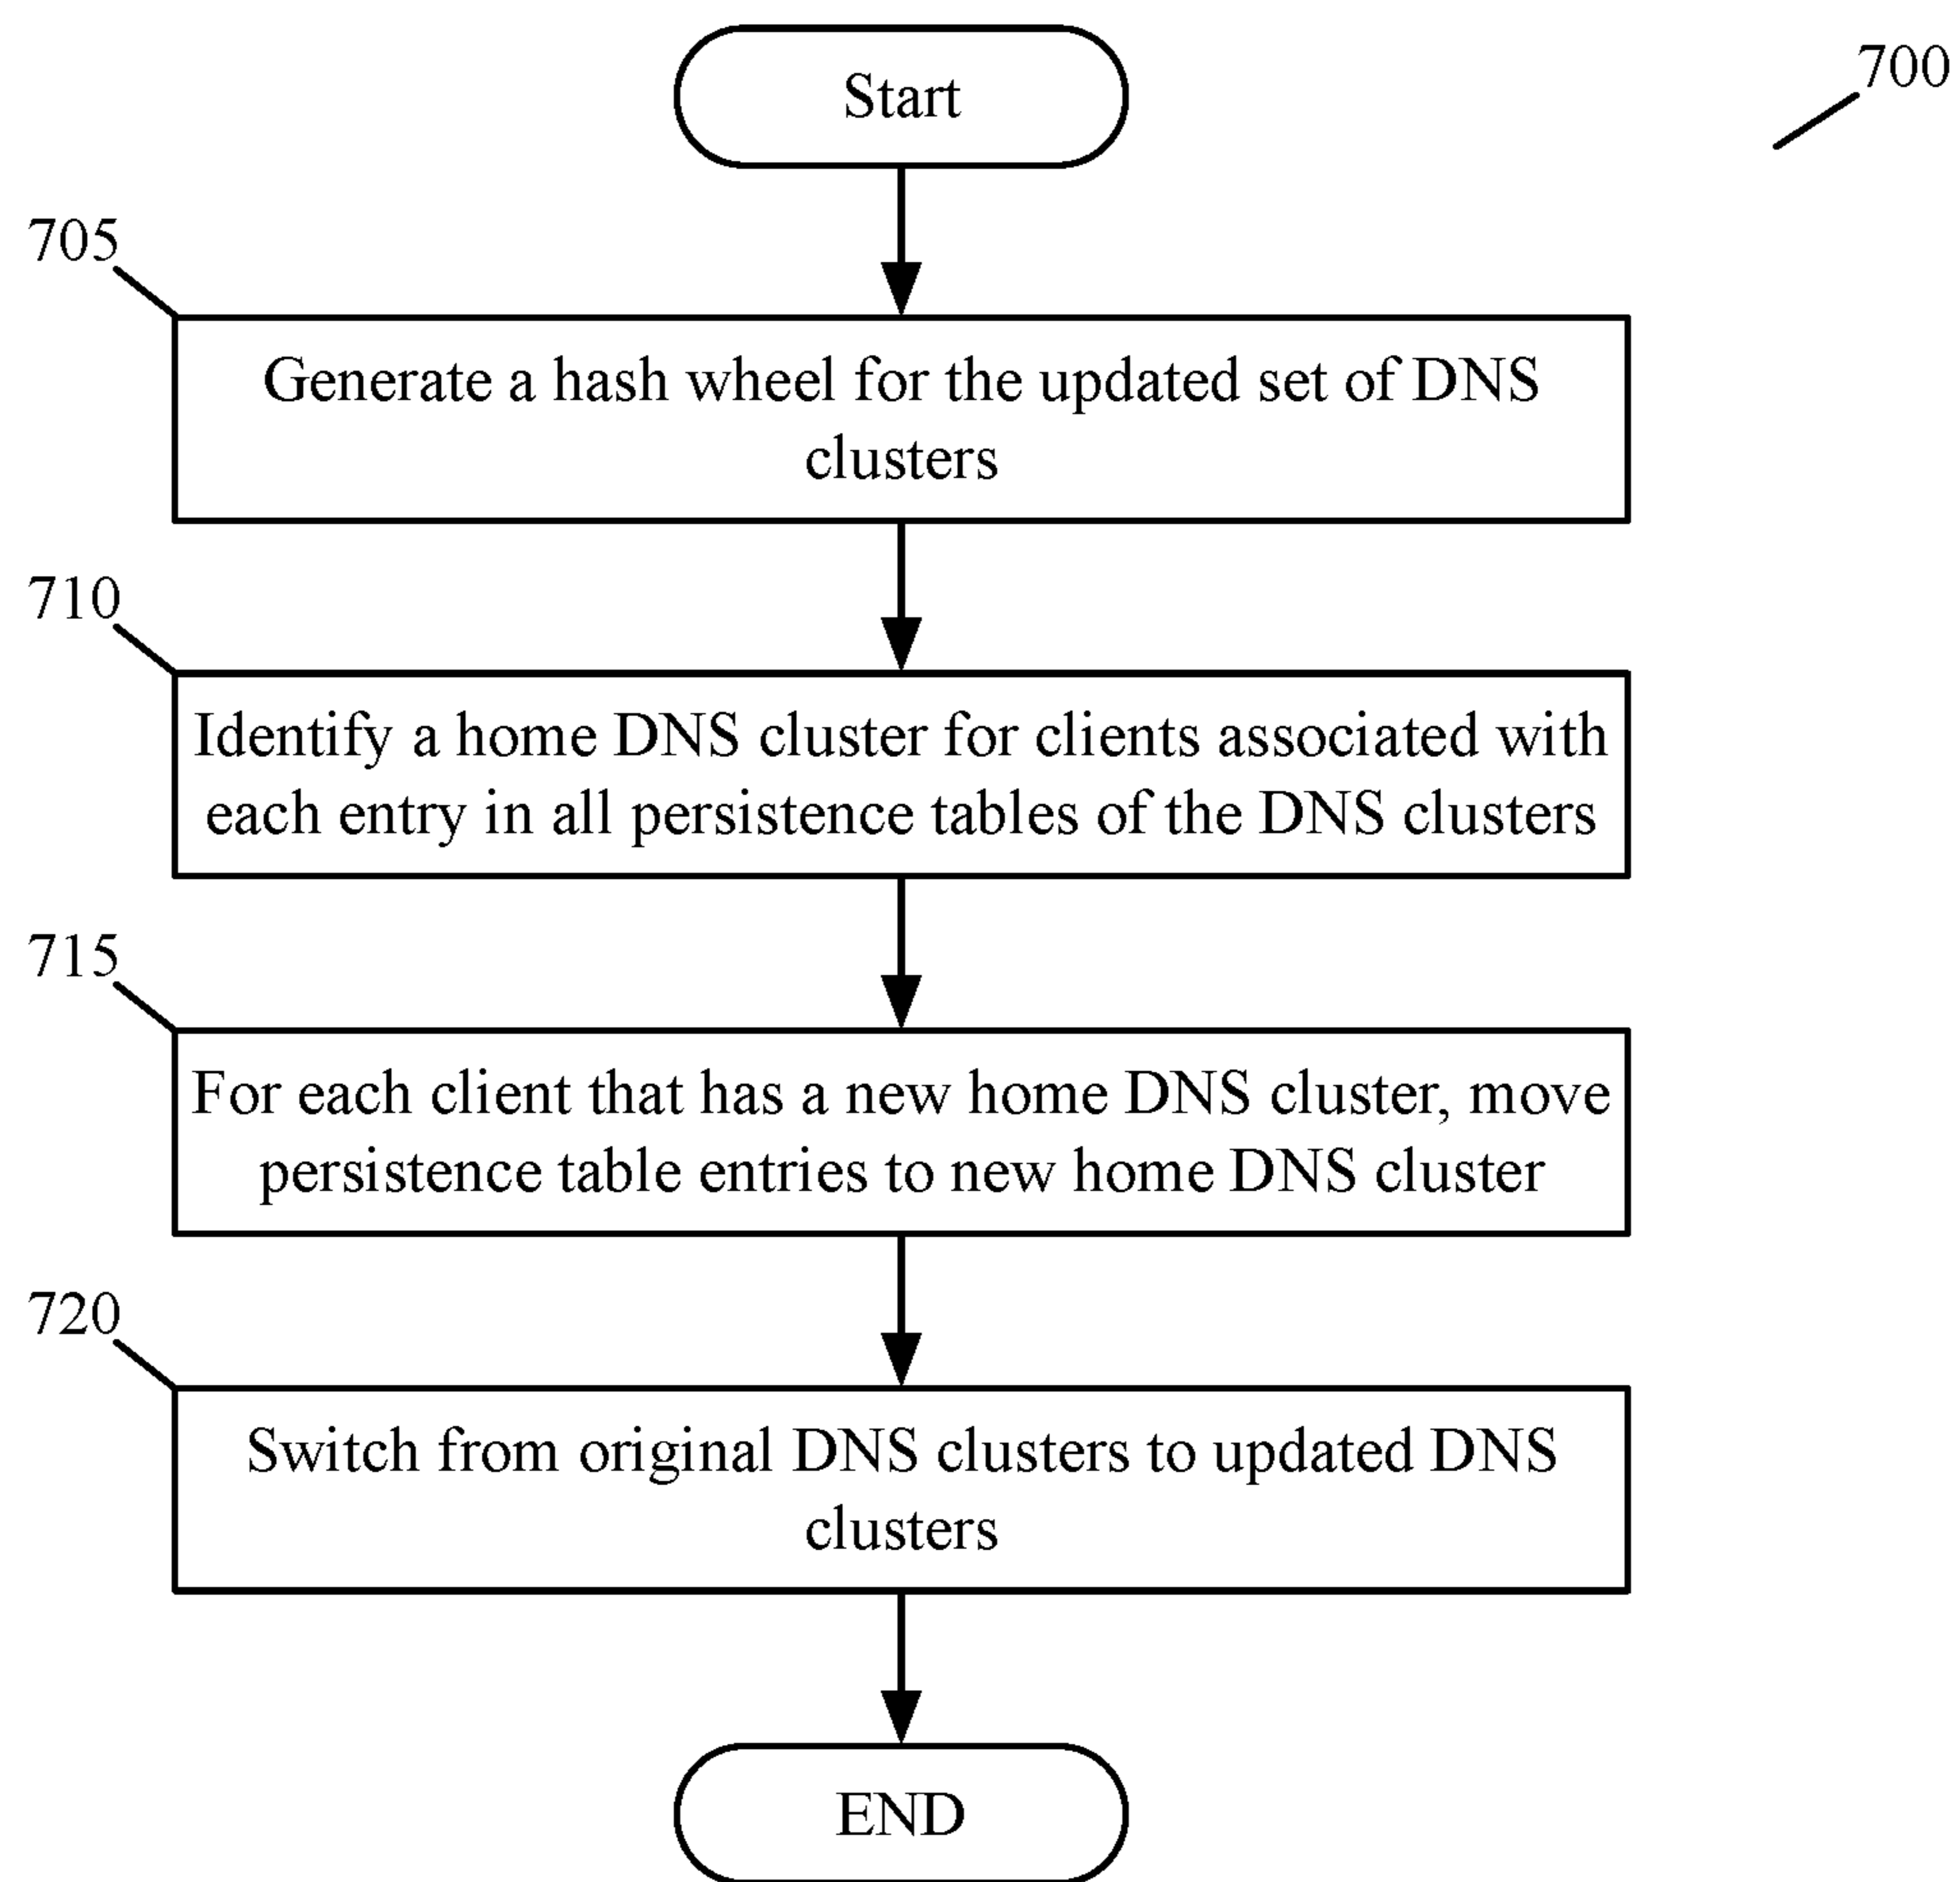 Start
700
705
Generate a hash wheel for the updated set of DNS
clusters
710
Identify a home DNS cluster for clients associated with
each entry in all persistence tables of the DNS clusters
715
For each client that has a new home DNS cluster, move
persistence table entries to new home DNS cluster
720
Switch from original DNS clusters to updated DNS
clusters
END